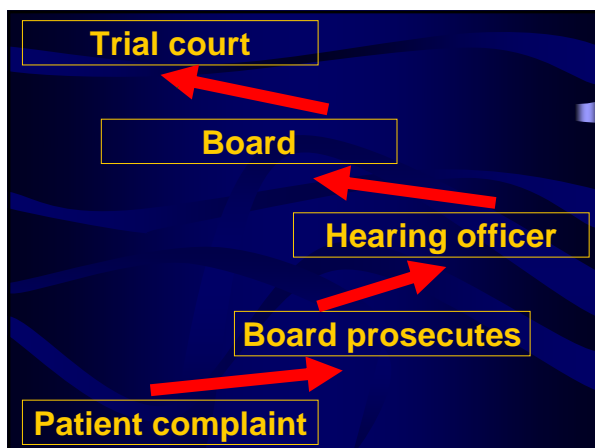 Trial court
Board
Hearing officer
Board prosecutes
Patient complaint